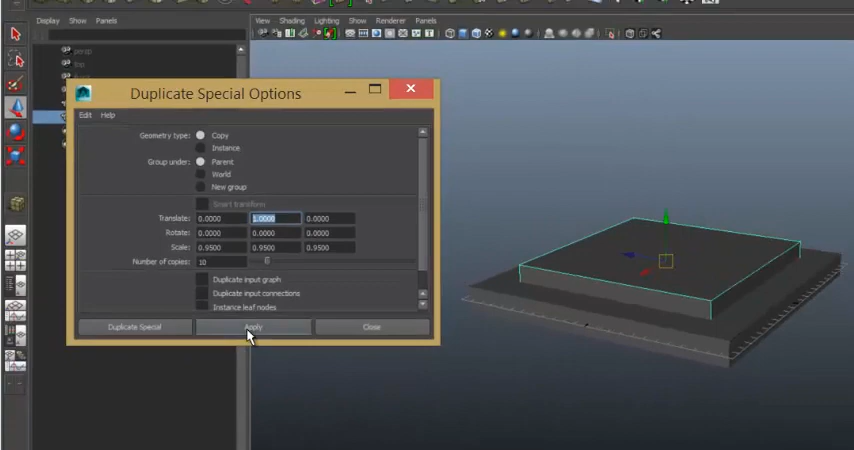 Display Show Panels
View Shading Lighting Show Renderer Panels
persp
top
Duplicate Special Options
Edit Help
Geometry type: Copy
Instance
Group under: Parent
World
New group
Smart transform
Translate: 0.0000 1.0000 0.0000
Rotate: 0.0000 0.0000 0.0000
Scale: 0.9500 0.9500 0.9500
Number of copies: 10
Duplicate input graph
Duplicate input connections
Instance leaf nodes
Duplicate Special Apply Close